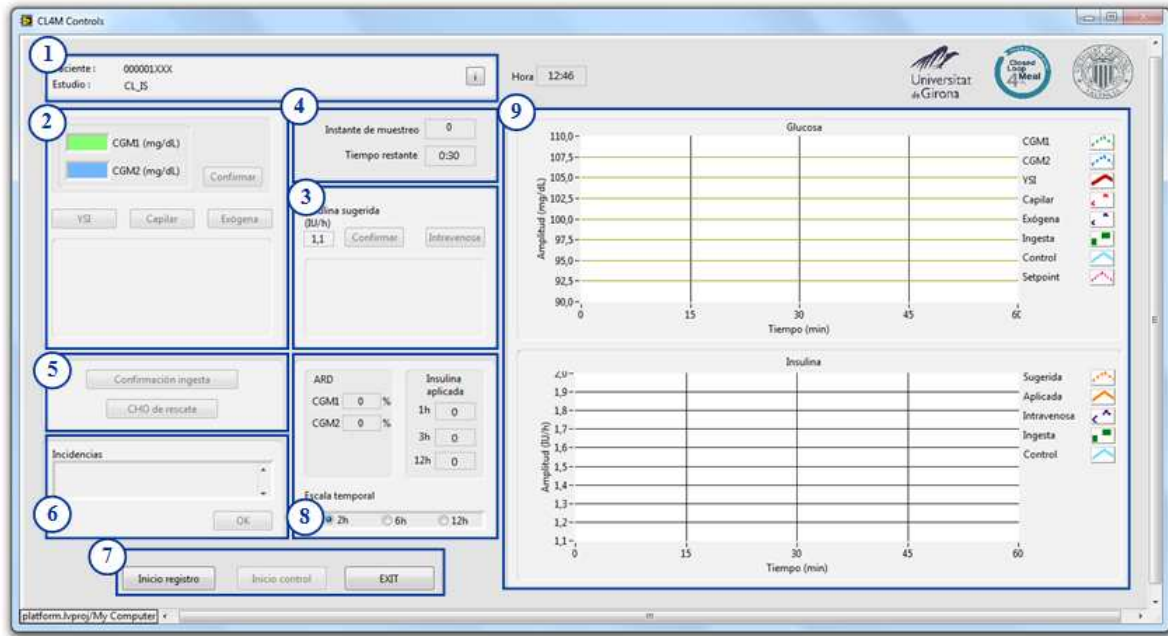 CL4M Controls
1
Paciente : 000001XXX
Estudio : CL_IS
i
Hora 12:46
Universitat
de Girona
Closed
Loop
4 Meal
2
CGM1 (mg/dL)
CGM2 (mg/dL)
Confirmar
YSI Capilar Exógena
4
Instante de muestreo 0
Tiempo restante 0:30
3
Insulina sugerida
(IU/h)
1,1 Confirmar Intravenosa
5
Confirmación ingesta
CHO de rescate
6
Incidencias
OK
ARD
CGM1 0 %
CGM2 0 %
Insulina
aplicada
1h 0
3h 0
12h 0
8
Escala temporal
2h 6h 12h
7
Inicio registro Inicio control EXIT
9
Glucosa
Amplitud (mg/dL)
110,0
107,5
105,0
102,5
100,0
97,5
95,0
92,5
90,0
0 15 30 45 60
Tiempo (min)
CGM1
CGM2
YSI
Capilar
Exógena
Ingesta
Control
Setpoint
Insulina
Amplitud (IU/h)
2,0
1,9
1,8
1,7
1,6
1,5
1,4
1,3
1,2
1,1
0 15 30 45 60
Tiempo (min)
Sugerida
Aplicada
Intravenosa
Ingesta
Control
platform.lvproj/My Computer